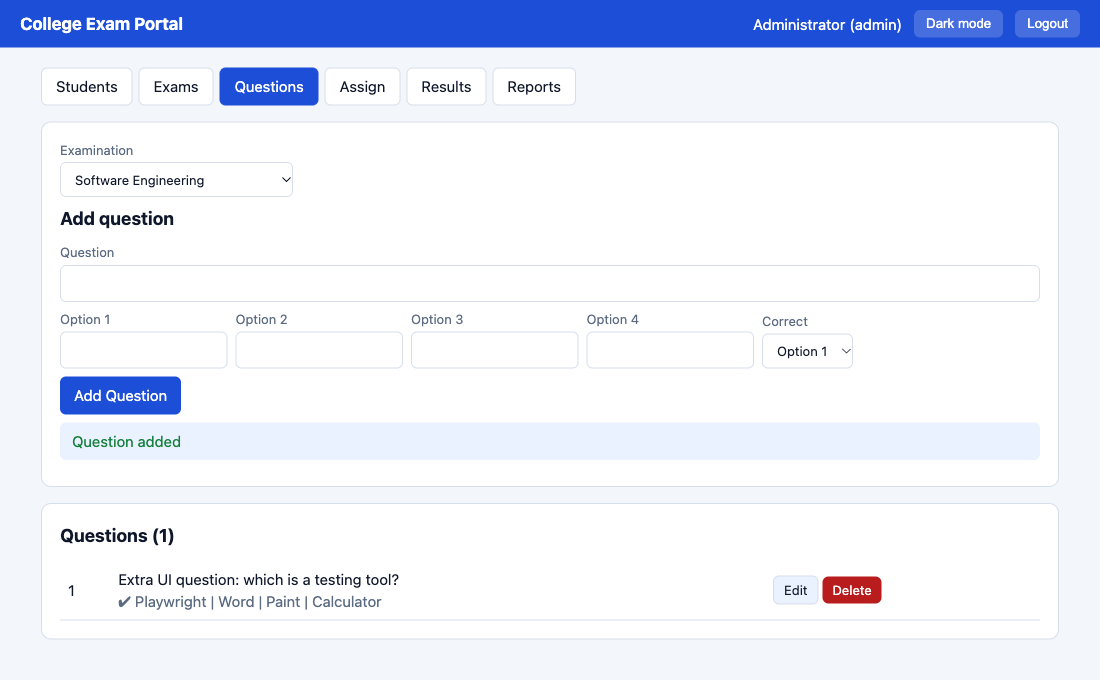 College Exam Portal
Administrator (admin) Dark mode Logout
Students Exams Questions Assign Results Reports
Examination
Software Engineering
Add question
Question
Option 1 Option 2 Option 3 Option 4 Correct
Option 1
Add Question
Question added
Questions (1)
1 Extra UI question: which is a testing tool?
✔ Playwright | Word | Paint | Calculator
Edit Delete